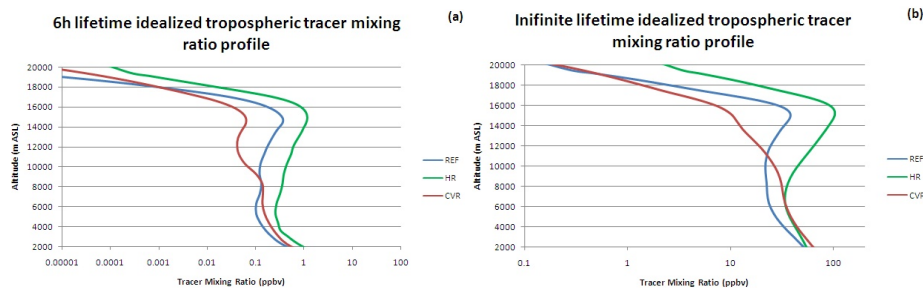 6h lifetime idealized tropospheric tracer mixing
ratio profile
(a)
20000
18000
16000
14000
12000
10000
8000
6000
4000
2000
Altitude (m ASL)
0.00001 0.0001 0.001 0.01 0.1 1 10 100
Tracer Mixing Ratio (ppbv)
REF
HR
CVR
Inifinite lifetime idealized tropospheric tracer
mixing ratio profile
(b)
20000
18000
16000
14000
12000
10000
8000
6000
4000
2000
Altitude (m ASL)
0.1 1 10 100
Tracer Mixing Ratio (ppbv)
REF
HR
CVR